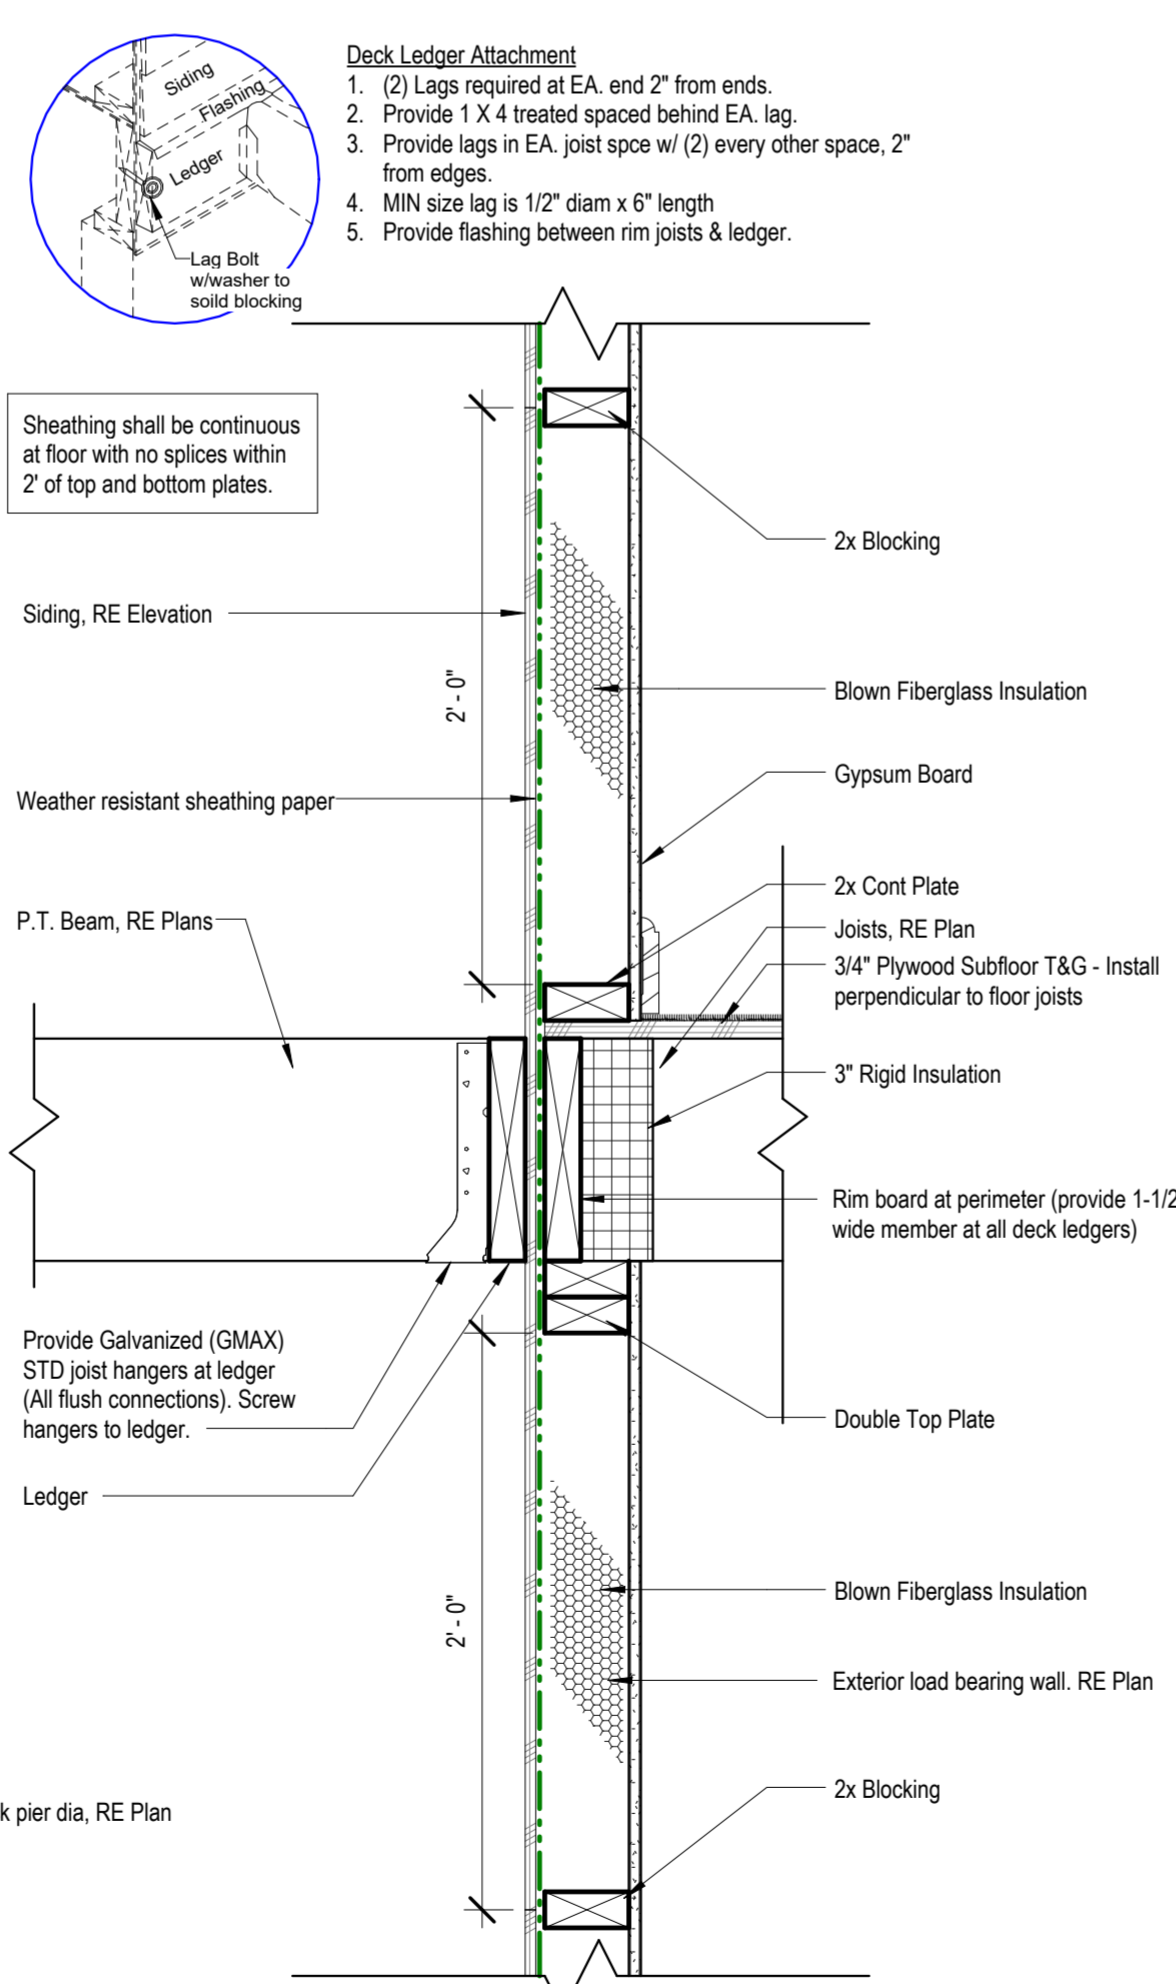 Siding
Flashing
Ledger
Lag Bolt
w/washer to
soild blocking
Deck Ledger Attachment
1. (2) Lags required at EA. end 2" from ends.
2. Provide 1 X 4 treated spaced behind EA. lag.
3. Provide lags in EA. joist spce w/ (2) every other space, 2"
from edges.
4. MIN size lag is 1/2" diam x 6" length
5. Provide flashing between rim joists & ledger.
Sheathing shall be continuous
at floor with no splices within
2' of top and bottom plates.
2x Blocking
Siding, RE Elevation
2' - 0"
Blown Fiberglass Insulation
Gypsum Board
Weather resistant sheathing paper
2x Cont Plate
P.T. Beam, RE Plans
Joists, RE Plan
3/4" Plywood Subfloor T&G - Install
perpendicular to floor joists
3" Rigid Insulation
Rim board at perimeter (provide 1-1/2
wide member at all deck ledgers)
Provide Galvanized (GMAX)
STD joist hangers at ledger
(All flush connections). Screw
hangers to ledger.
Double Top Plate
Ledger
2' - 0"
Blown Fiberglass Insulation
Exterior load bearing wall. RE Plan
2x Blocking
k pier dia, RE Plan